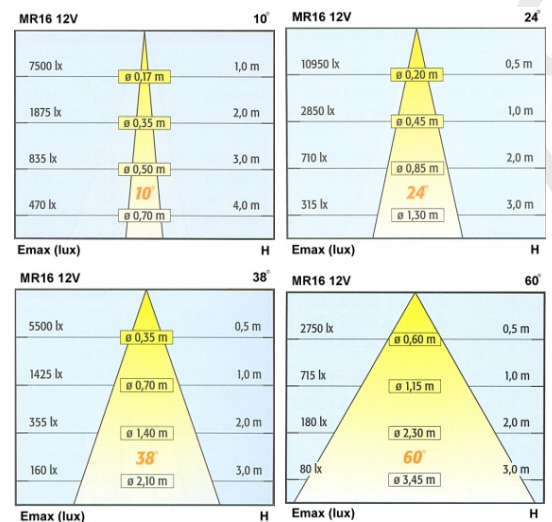 MR16 12V 10°
7500 lx ø 0,17 m 1,0 m
1875 lx ø 0,35 m 2,0 m
835 lx ø 0,50 m 3,0 m
10°
470 lx ø 0,70 m 4,0 m
Emax (lux) H
MR16 12V 24°
10950 lx ø 0,20 m 0,5 m
2850 lx ø 0,45 m 1,0 m
710 lx ø 0,85 m 2,0 m
24°
315 lx ø 1,30 m 3,0 m
Emax (lux) H
MR16 12V 38°
5500 lx ø 0,35 m 0,5 m
1425 lx ø 0,70 m 1,0 m
355 lx ø 1,40 m 2,0 m
38°
160 lx ø 2,10 m 3,0 m
Emax (lux) H
MR16 12V 60°
2750 lx ø 0,60 m 0,5 m
715 lx ø 1,15 m 1,0 m
180 lx ø 2,30 m 2,0 m
60°
80 lx ø 3,45 m 3,0 m
Emax (lux) H